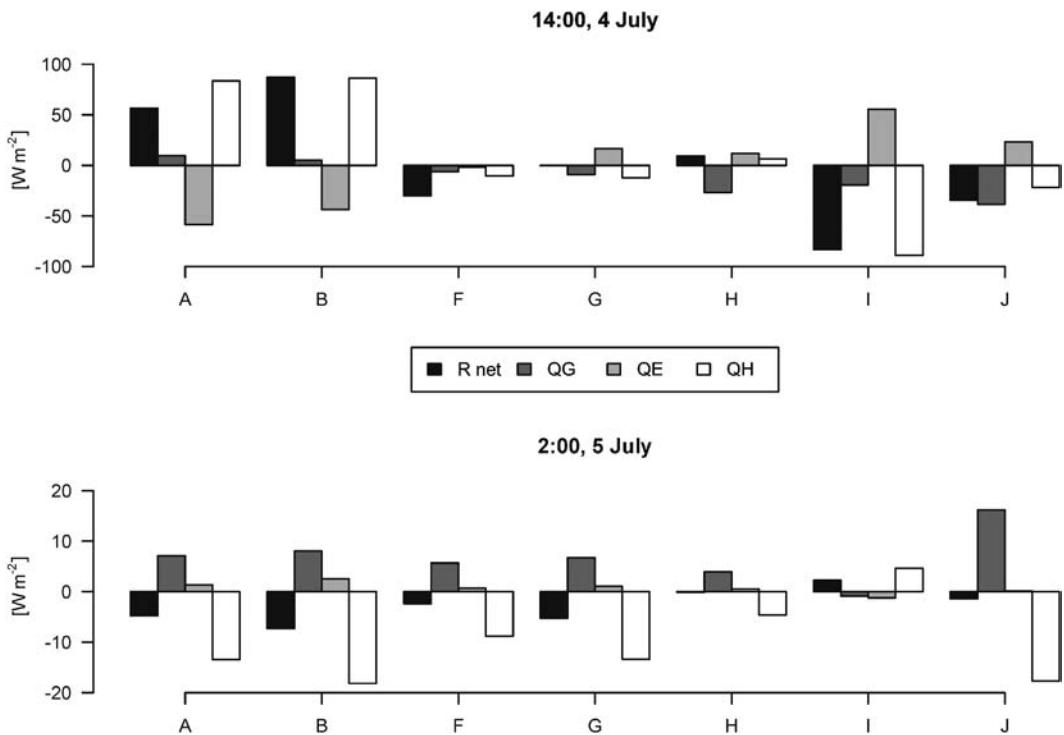 14:00, 4 July
[W m-2]
100
50
0
-50
-100
A B F G H I J
R net QG QE QH
2:00, 5 July
[W m-2]
20
10
0
-10
-20
A B F G H I J